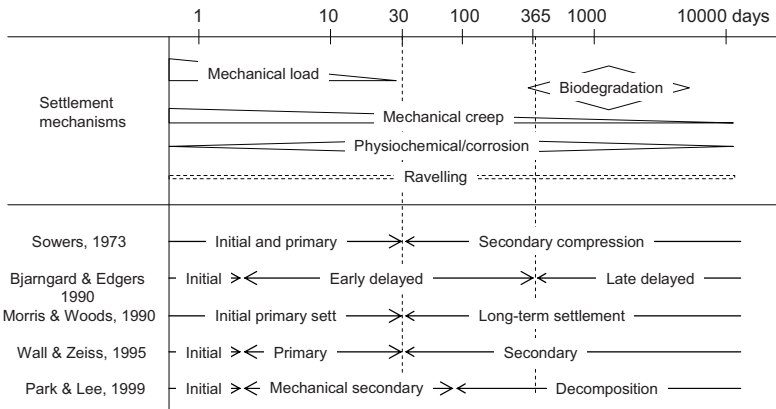 1 10 30 100 365 1000 10000 days
Mechanical load
Biodegradation
Settlement
mechanisms
Mechanical creep
Physiochemical/corrosion
Ravelling
Sowers, 1973 Initial and primary Secondary compression
Bjarngard & Edgers Initial Early delayed Late delayed
1990
Morris & Woods, 1990 Initial primary sett Long-term settlement
Wall & Zeiss, 1995 Initial Primary Secondary
Park & Lee, 1999 Initial Mechanical secondary Decomposition